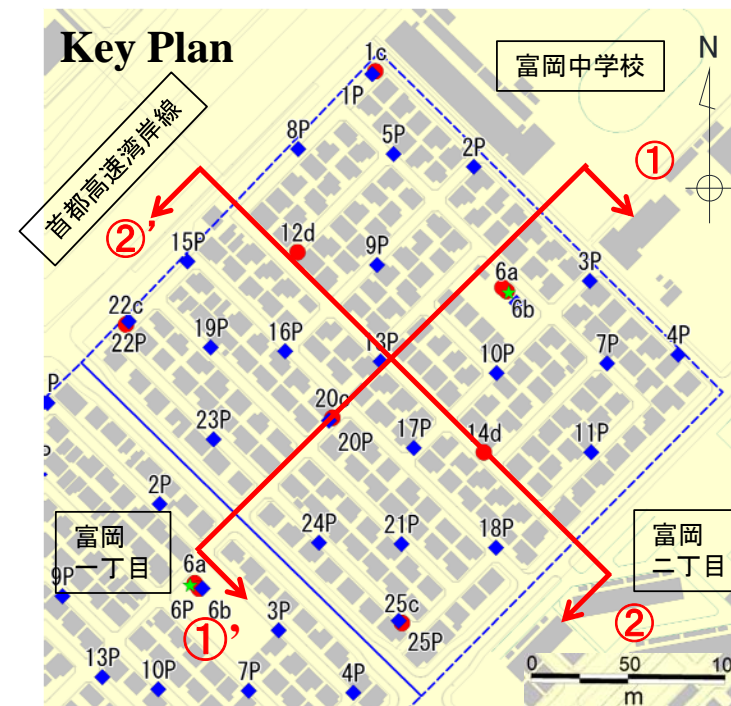 Key Plan
富岡中学校
N
首都高速湾岸線
1c
1P
8P
5P
2P
①
②’
12d
9P
15P
6a
6b
3P
22c
22P
19P
16P
13P
10P
7P
4P
P
20c
20P
23P
17P
14d
11P
2P
24P
21P
18P
富岡
一丁目
富岡
二丁目
6a
9P
6P
6b
3P
25c
25P
①’
②
13P
10P
7P
4P
0
50
10
m